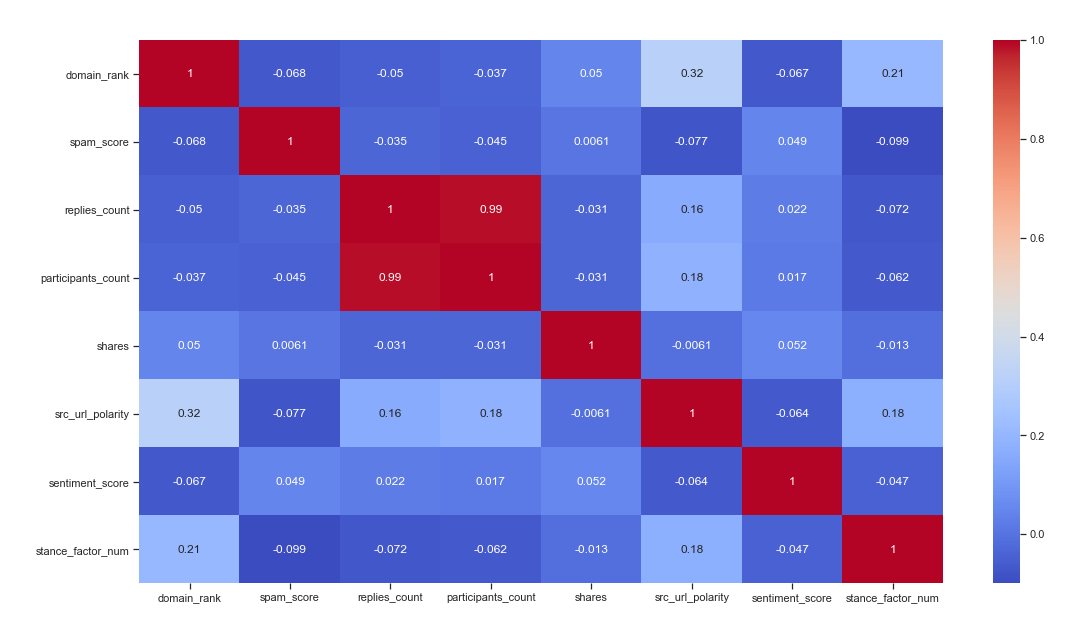 domain_rank 1 -0.068 -0.05 -0.037 0.05 0.32 -0.067 0.21
spam_score -0.068 1 -0.035 -0.045 0.0061 -0.077 0.049 -0.099
replies_count -0.05 -0.035 1 0.99 -0.031 0.16 0.022 -0.072
participants_count -0.037 -0.045 0.99 1 -0.031 0.18 0.017 -0.062
shares 0.05 0.0061 -0.031 -0.031 1 -0.0061 0.052 -0.013
src_url_polarity 0.32 -0.077 0.16 0.18 -0.0061 1 -0.064 0.18
sentiment_score -0.067 0.049 0.022 0.017 0.052 -0.064 1 -0.047
stance_factor_num 0.21 -0.099 -0.072 -0.062 -0.013 0.18 -0.047 1
domain_rank spam_score replies_count participants_count shares src_url_polarity sentiment_score stance_factor_num
1.0
0.8
0.6
0.4
0.2
0.0